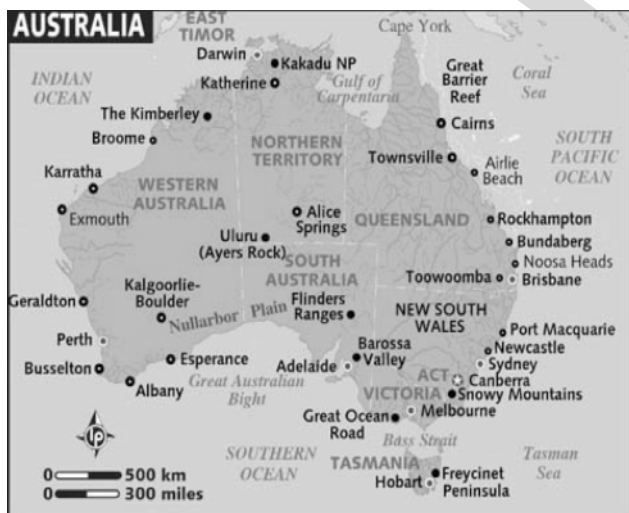 AUSTRALIA
EAST
TIMOR
Cape York
Darwin
Kakadu NP
Katherine
Gulf of
Carpentaria
Great
Barrier
Reef
Coral
Sea
INDIAN
OCEAN
The Kimberley
Broome
Cairns
NORTHERN
TERRITORY
SOUTH
PACIFIC
OCEAN
Townsville
Airlie
Beach
Karratha
WESTERN
AUSTRALIA
Exmouth
Alice
Springs
QUEENSLAND
Rockhampton
Uluru
(Ayers Rock)
Bundaberg
SOUTH
AUSTRALIA
Noosa Heads
Toowoomba
Brisbane
Kalgoorlie-
Boulder
Geraldton
Flinders
Ranges
Nullarbor Plain
NEW SOUTH
WALES
Port Macquarie
Perth
Barossa
Valley
Newcastle
Sydney
Busselton
Esperance
Adelaide
ACT
Canberra
Albany
Great Australian
Bight
VICTORIA
Snowy Mountains
Great Ocean
Road
Melbourne
Bass Strait
SOUTHERN
OCEAN
TASMANIA
Tasman
Sea
Hobart
Freycinet
Peninsula
LP
0 500 km
0 300 miles